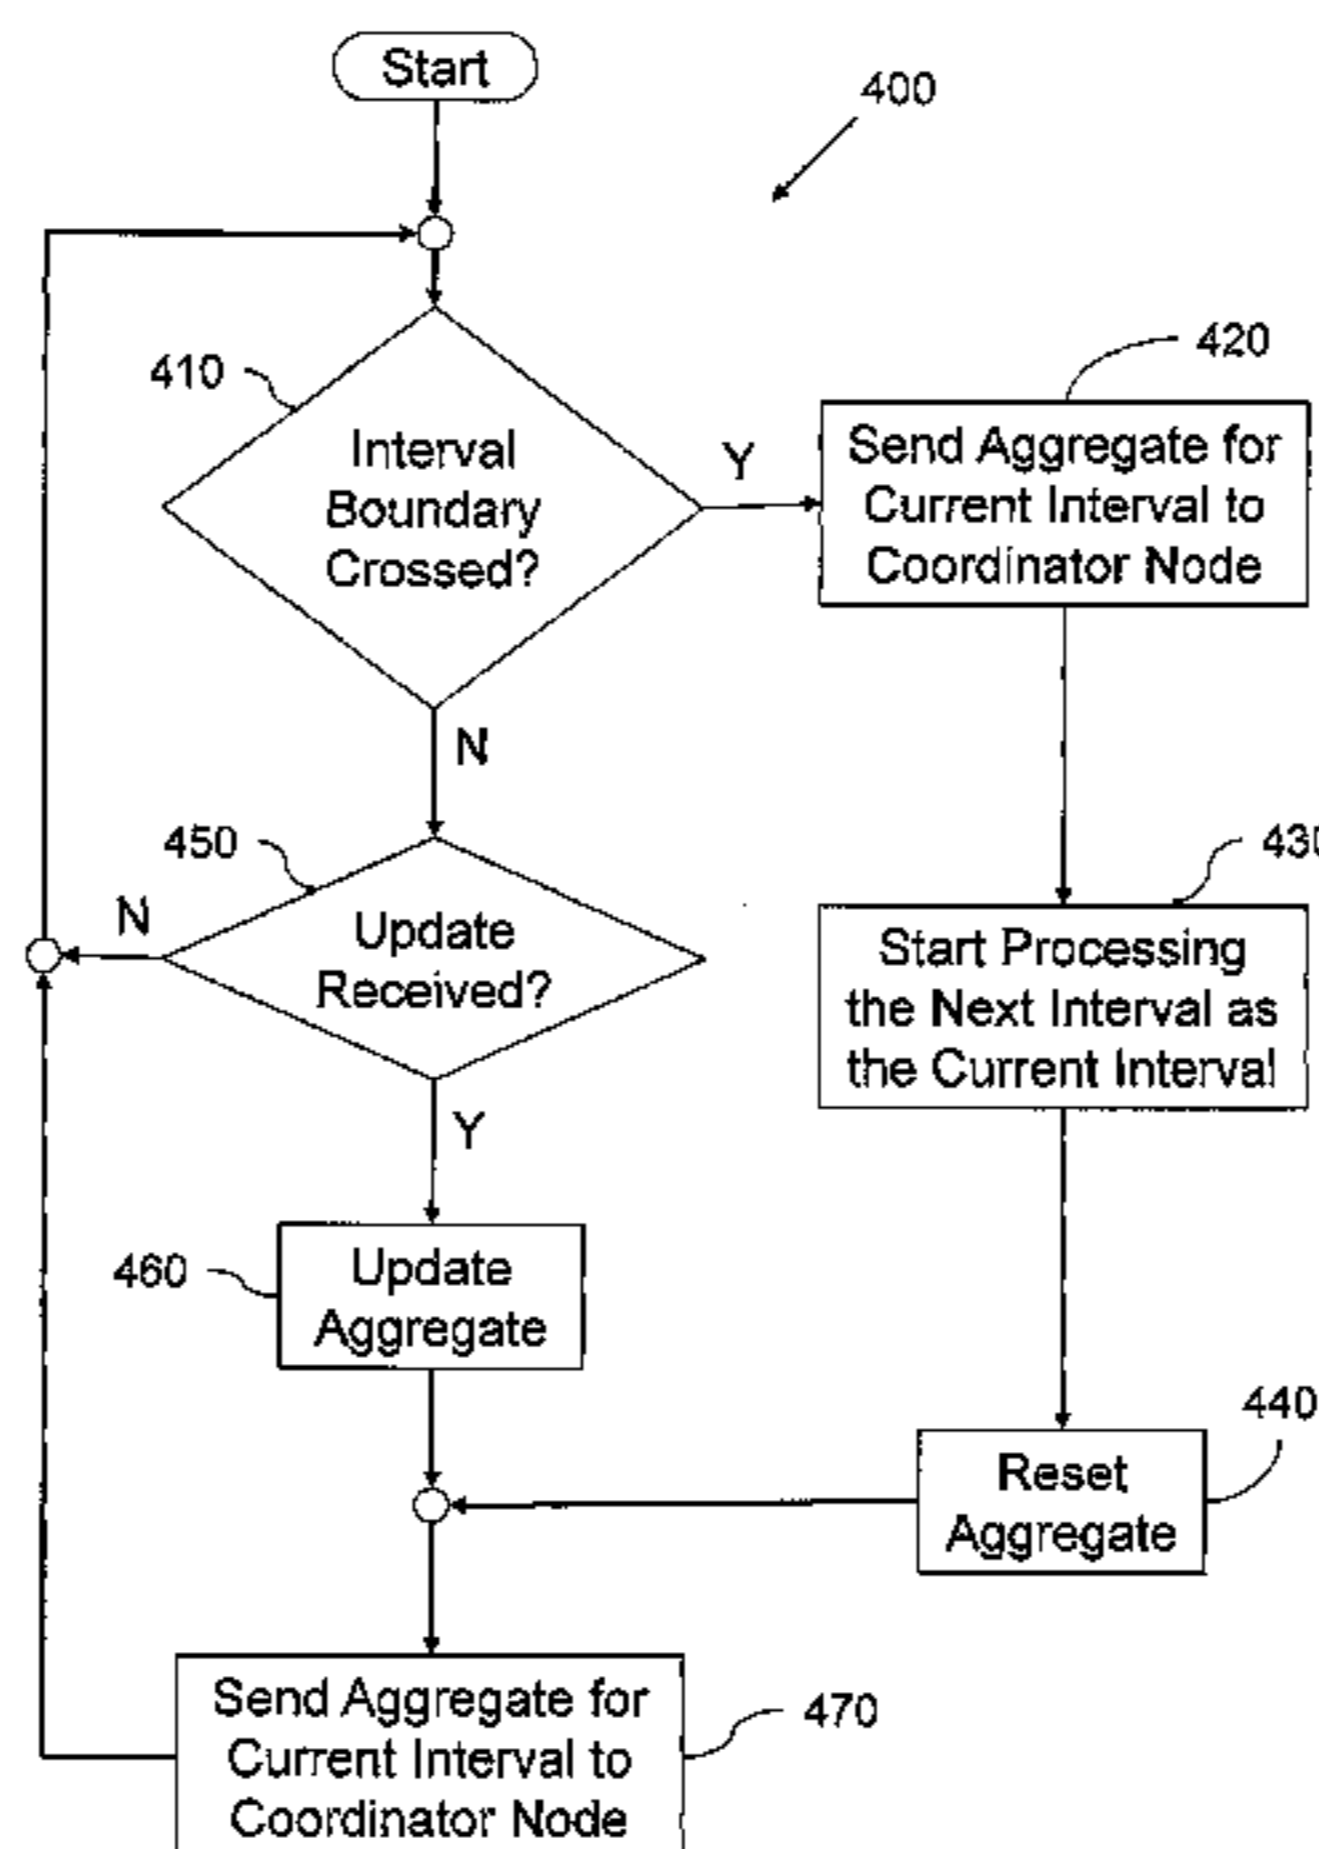 Start
400
410
Interval
Boundary
Crossed?
Y
420
Send Aggregate for
Current Interval to
Coordinator Node
N
450
N
Update
Received?
430
Start Processing
the Next Interval as
the Current Interval
Y
460
Update
Aggregate
440
Reset
Aggregate
Send Aggregate for
Current Interval to
Coordinator Node
470